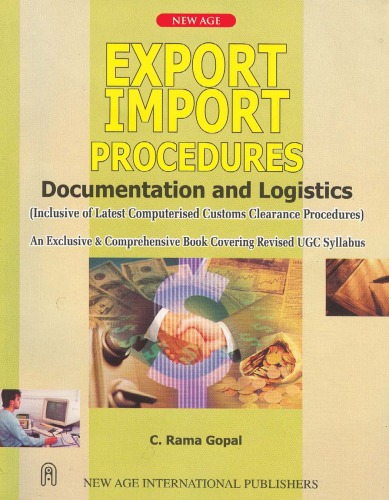 NEW AGE
EXPORT
IMPORT
PROCEDURES
Documentation and Logistics
(Inclusive of Latest Computerised Customs Clearance Procedures)
An Exclusive & Comprehensive Book Covering Revised UGC Syllabus
C. Rama Gopal
NEW AGE INTERNATIONAL PUBLISHERS